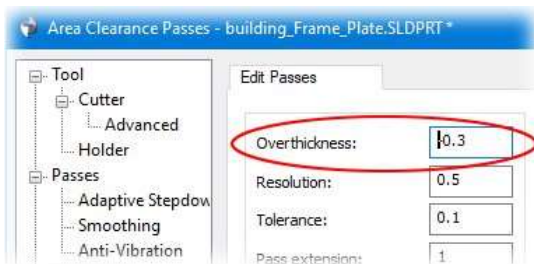 Area Clearance Passes - building_Frame_Plate.SLDPRT*
Tool
Cutter
Advanced
Holder
Passes
Adaptive Stepdow
Smoothing
Anti-Vibration
Edit Passes
Overthickness: -0.3
Resolution: 0.5
Tolerance: 0.1
Pass extension: 1